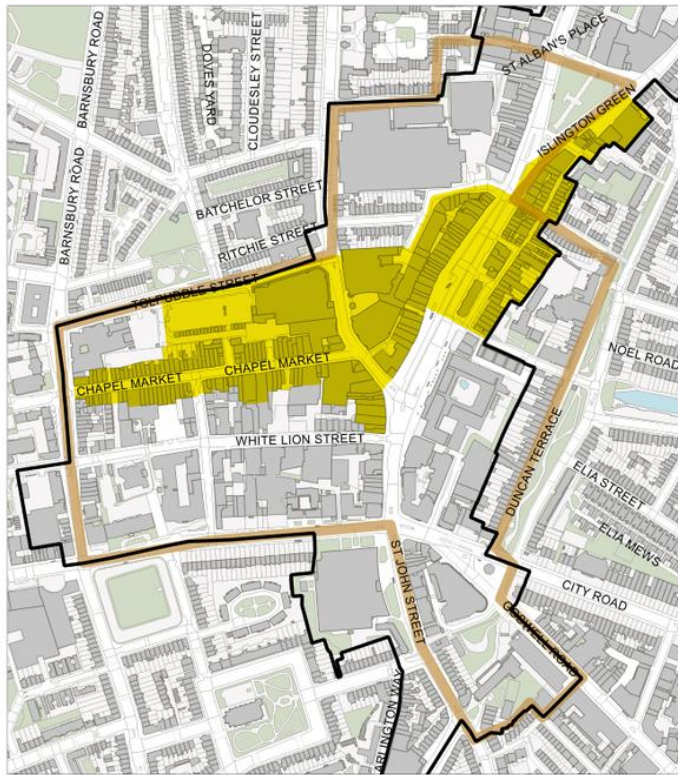 BARNSBURY ROAD
DOVES YARD
CLOUDESLEY STREET
ST ALBAN'S PLACE
ISLINGTON GREEN
BARNSBURY ROAD
BATCHELOR STREET
RITCHIE STREET
TOLPUDDLE STREET
CHAPEL MARKET
CHAPEL MARKET
NOEL ROAD
WHITE LION STREET
DUNCAN TERRACE
ELIA STREET
ELIA MEWS
CITY ROAD
ST JOHN STREET
GOSWELL ROAD
ARLINGTON WAY